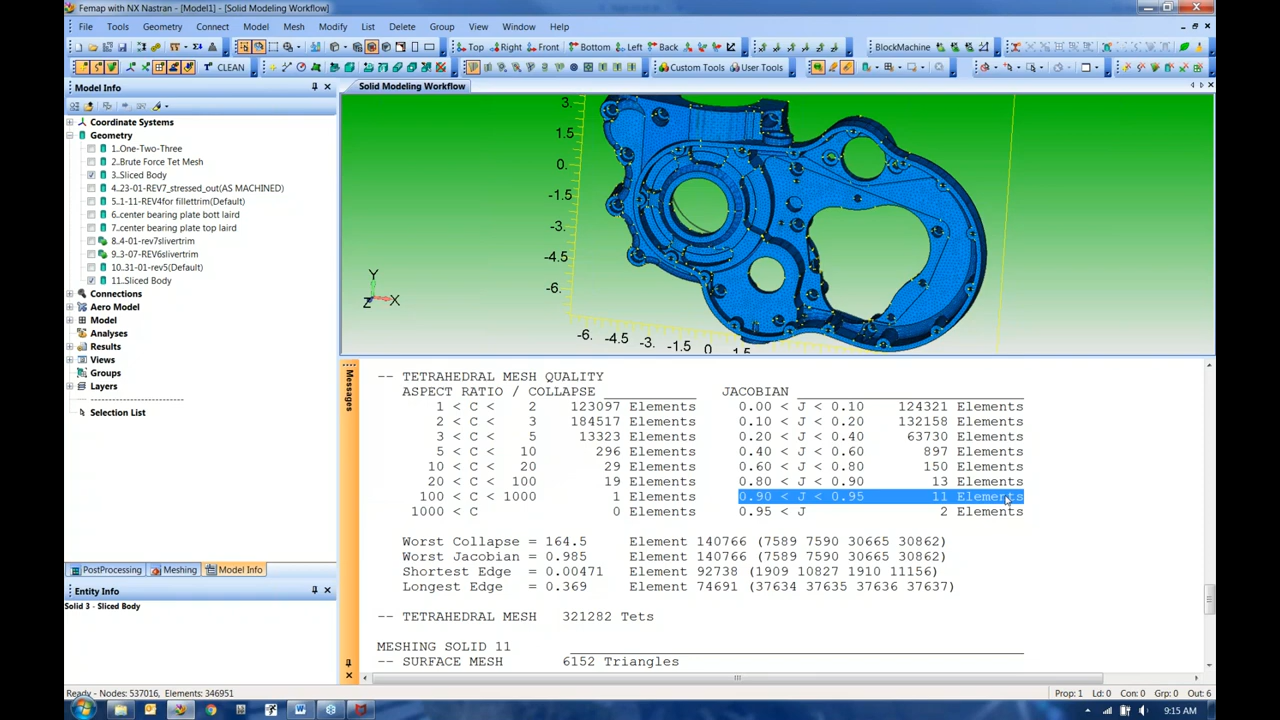 Femap with NX Nastran - [Model1] - [Solid Modeling Workflow]
File Tools Geometry Connect Model Mesh Modify List Delete Group View Window Help
Top Right Front Bottom Left Back BlockMachine
CLEAN Custom Tools User Tools
Model Info
Solid Modeling Workflow
Coordinate Systems
Geometry
1..One-Two-Three
2..Brute Force Tet Mesh
3..Sliced Body
4..23-01-REV7_stressed_out(AS MACHINED)
5..1-11-REV4for fillettrim(Default)
6..center bearing plate bott laird
7..center bearing plate top laird
8..4-01-rev7slivertrim
9..3-07-REV6slivertrim
10..31-01-rev5(Default)
11..Sliced Body
Connections
Aero Model
Model
Analyses
Results
Views
Groups
Layers
Selection List
3.
1.5
0.
-1.5
-3.
-4.5
-6.
-6. -4.5 -3. -1.5 0 1.5
Y
Z X
Messages
-- TETRAHEDRAL MESH QUALITY
ASPECT RATIO / COLLAPSE JACOBIAN
1 < C < 2 123097 Elements 0.00 < J < 0.10 124321 Elements
2 < C < 3 184517 Elements 0.10 < J < 0.20 132158 Elements
3 < C < 5 13323 Elements 0.20 < J < 0.40 63730 Elements
5 < C < 10 296 Elements 0.40 < J < 0.60 897 Elements
10 < C < 20 29 Elements 0.60 < J < 0.80 150 Elements
20 < C < 100 19 Elements 0.80 < J < 0.90 13 Elements
100 < C < 1000 1 Elements 0.90 < J < 0.95 11 Elements
1000 < C 0 Elements 0.95 < J 2 Elements
Worst Collapse = 164.5 Element 140766 (7589 7590 30665 30862)
Worst Jacobian = 0.985 Element 140766 (7589 7590 30665 30862)
Shortest Edge = 0.00471 Element 92738 (1909 10827 1910 11156)
Longest Edge = 0.369 Element 74691 (37634 37635 37636 37637)
-- TETRAHEDRAL MESH 321282 Tets
MESHING SOLID 11
-- SURFACE MESH 6152 Triangles
PostProcessing Meshing Model Info
Entity Info
Solid 3 - Sliced Body
Ready - Nodes: 537016, Elements: 346951
Prop: 1 Ld: 0 Con: 0 Grp: 0 Out: 6
9:15 AM